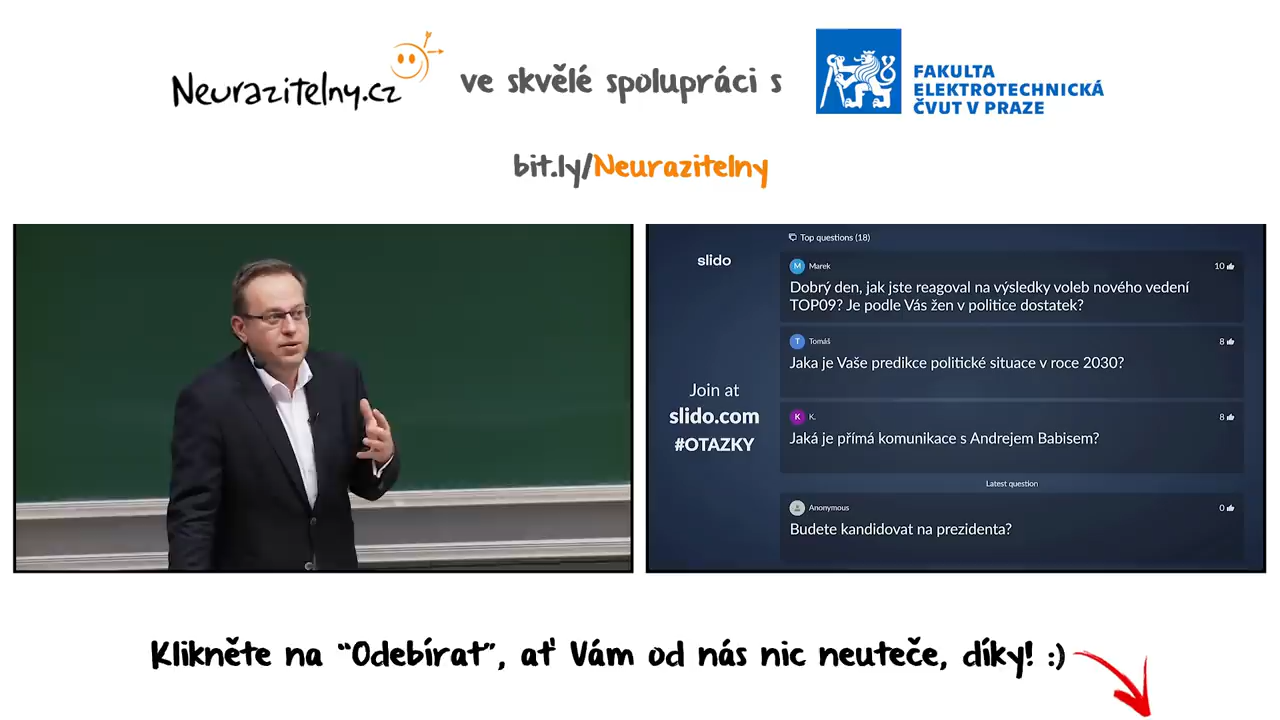 Neurazitelny.cz ve skvělé spolupráci s
FAKULTA
ELEKTROTECHNICKÁ
ČVUT V PRAZE
bit.ly/Neurazitelny
slido
Join at
slido.com
#OTAZKY
Top questions (18)
M Marek 10
Dobrý den, jak jste reagoval na výsledky voleb nového vedení
TOP09? Je podle Vás žen v politice dostatek?
T Tomáš 8
Jaka je Vaše predikce politické situace v roce 2030?
K K. 8
Jaká je přímá komunikace s Andrejem Babisem?
Latest question
Anonymous 0
Budete kandidovat na prezidenta?
Klikněte na “Odebírat”, ať Vám od nás nic neuteče, díky! :)